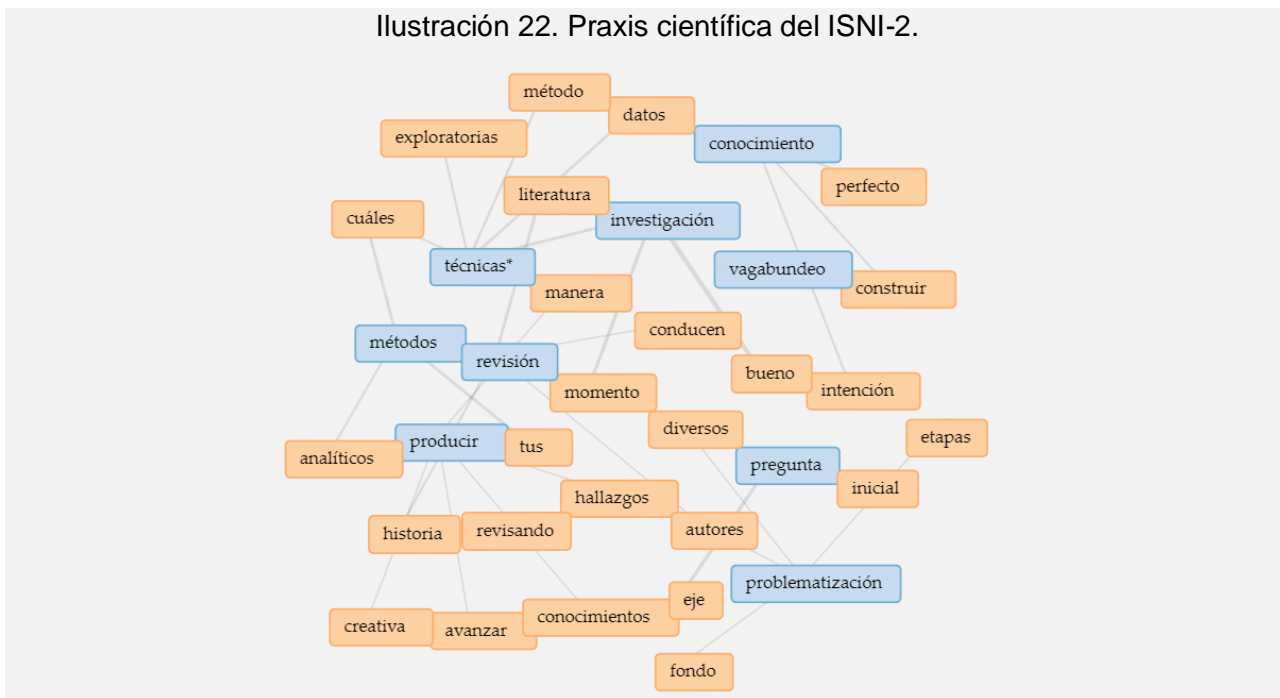 Ilustración 22. Praxis científica del ISNI-2.
método
datos
exploratorias
conocimiento
perfecto
literatura
cuáles
investigación
técnicas*
vagabundeo
construir
manera
conducen
métodos
revisión
bueno
momento
intención
diversos
etapas
producir
tus
analíticos
pregunta
inicial
hallazgos
historia
revisando
autores
problematización
eje
conocimientos
creativa
avanzar
fondo